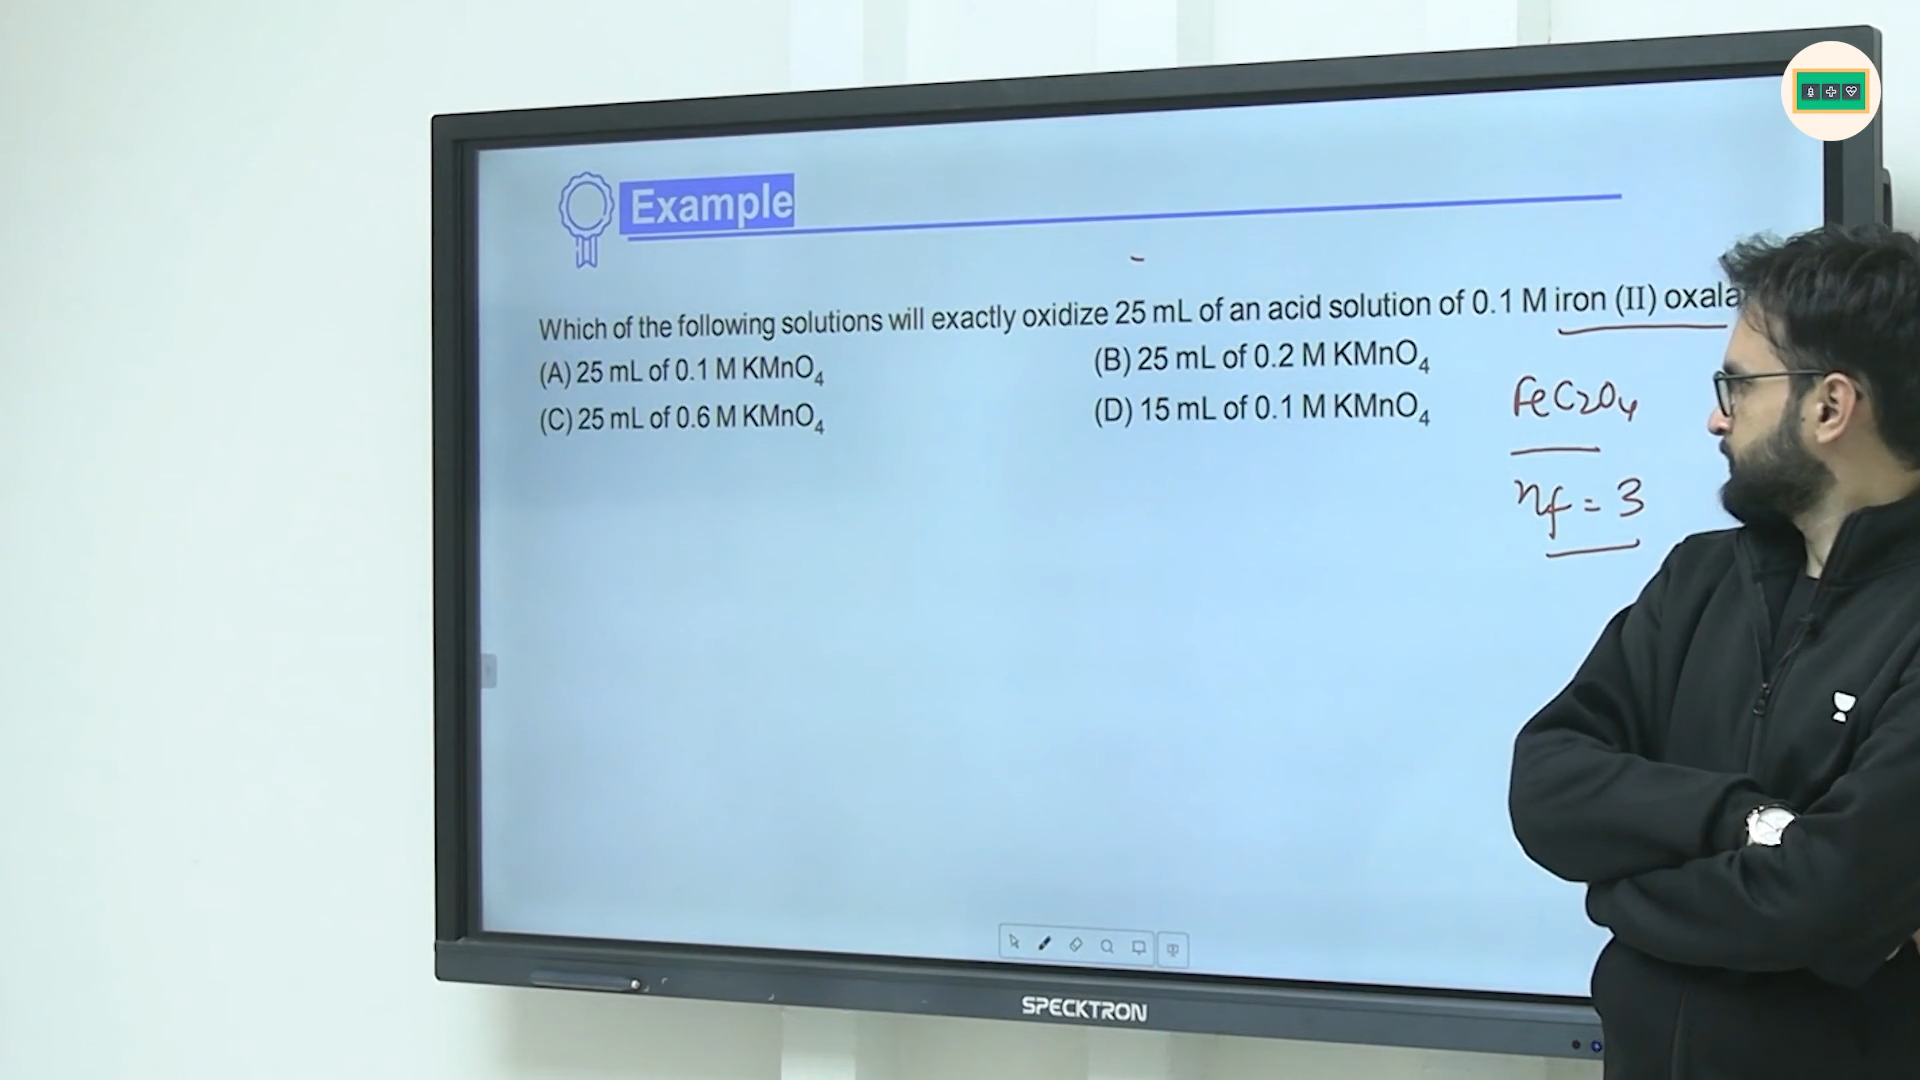 Example
Which of the following solutions will exactly oxidize 25 mL of an acid solution of 0.1 M iron (II)
(A) 25 mL of 0.1 M KMnO4
(B) 25 mL of 0.2 M KMnO4
(C) 25 mL of 0.6 M KMnO4
(D) 15 mL of 0.1 M KMnO4
FeC2O4
nf = 3
SPECKTRON